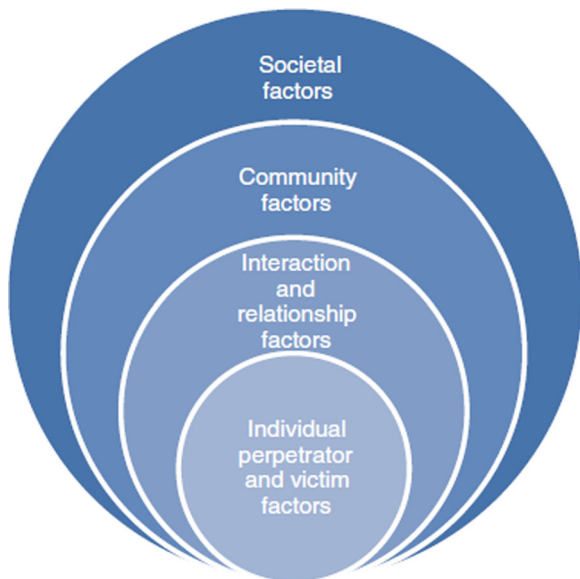 Societal
factors
Community
factors
Interaction
and
relationship
factors
Individual
perpetrator
and victim
factors